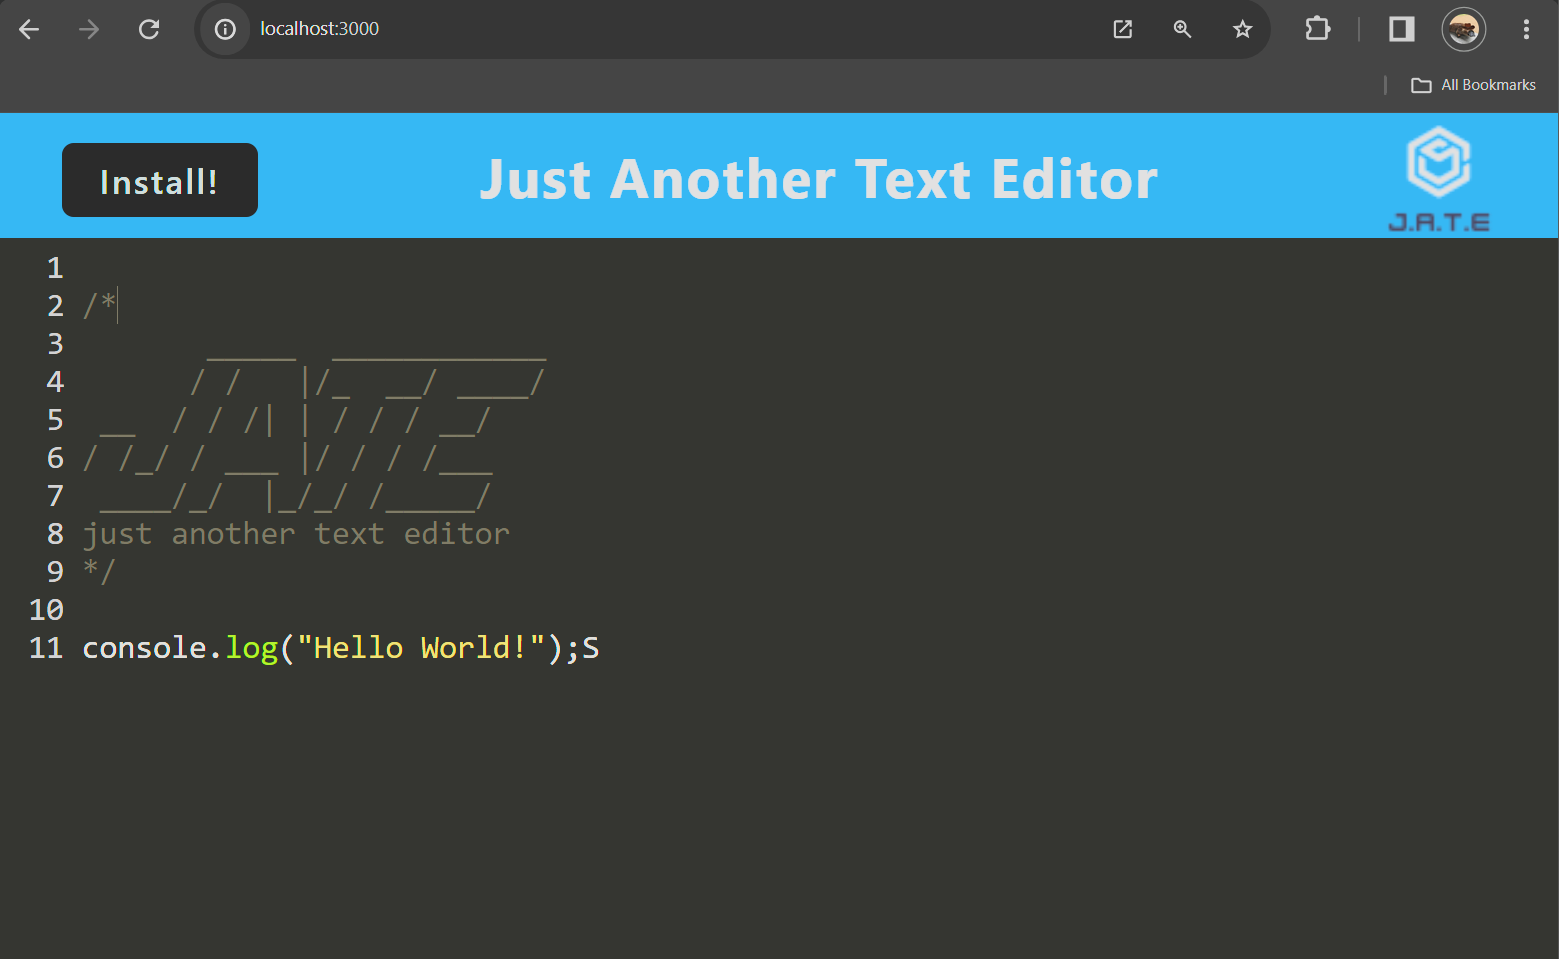 localhost:3000
All Bookmarks
Install!
Just Another Text Editor
J.A.T.E
1
2 /*
3        _____  ____________
4       / /   |/_  __/ ____/
5  __  / / /| | / / / __/
6 / /_/ / ___ |/ / / /___
7  ____/_/  |_/_/ /_____/
8 just another text editor
9 */
10
11 console.log("Hello World!");S